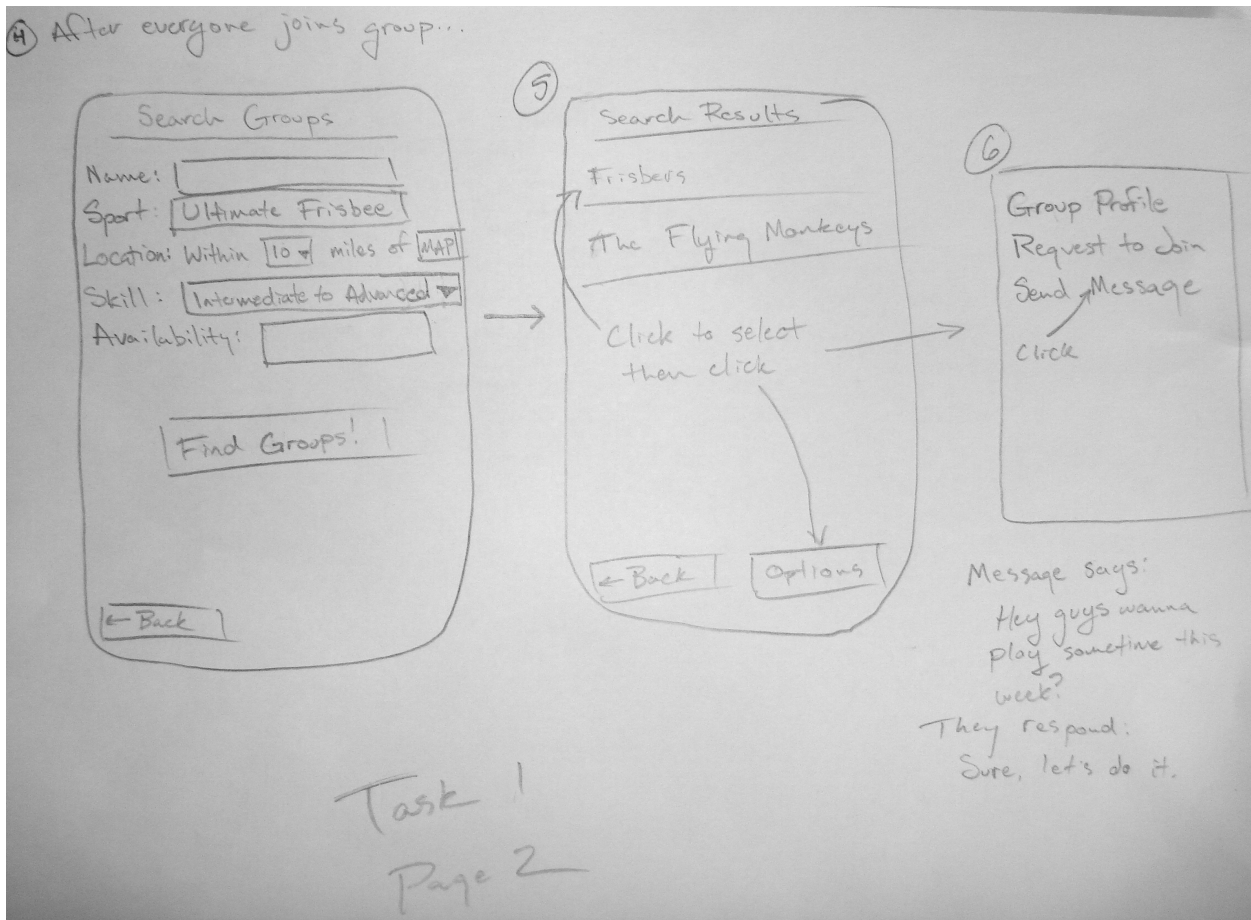 ④ After everyone joins group...
Search Groups
Name:
Sport: Ultimate Frisbee
Location: Within 10 miles of MAP
Skill: Intermediate to Advanced
Availability:
Find Groups!
← Back
⑤
Search Results
Frisbers
The Flying Monkeys
Click to select
then click
← Back
Options
⑥
Group Profile
Request to Join
Send Message
Click
Message says:
Hey guys wanna
play sometime this
week?
They respond:
Sure, let's do it.
Task 1
Page 2